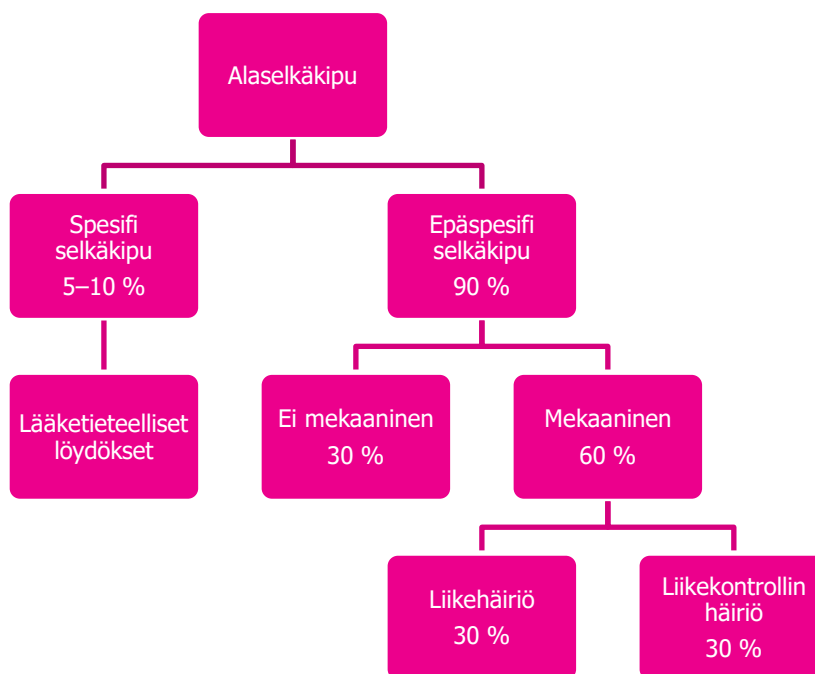 Alaselkäkipu
Spesifi
selkäkipu
5–10 %
Epäspesifi
selkäkipu
90 %
Lääketieteelliset
löydökset
Ei mekaaninen
30 %
Mekaaninen
60 %
Liikehäiriö
30 %
Liikekontrollin
häiriö
30 %